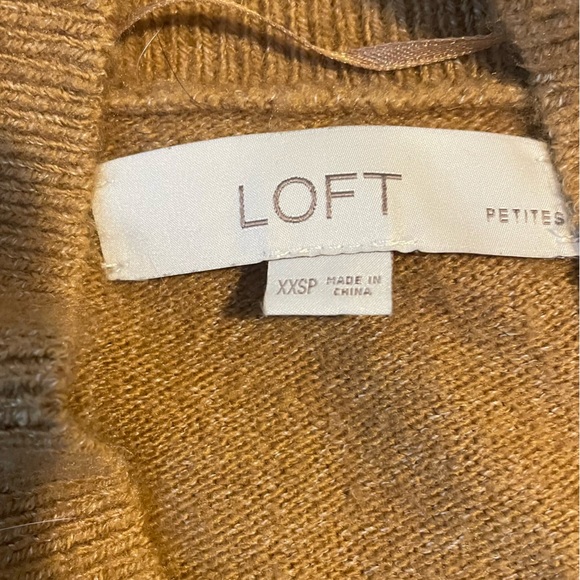 LOFT
PETITES
XXSP MADE IN
CHINA